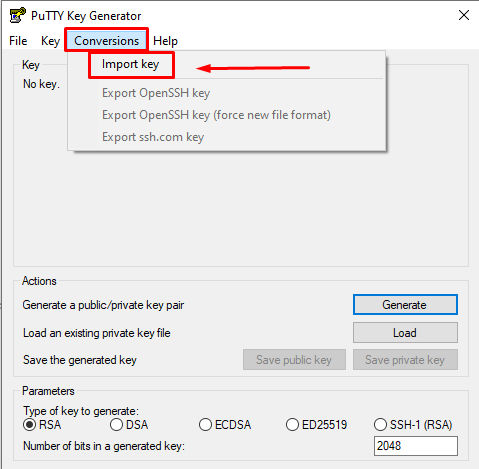 PuTTY Key Generator
File Key Conversions Help
Import key
Export OpenSSH key
Export OpenSSH key (force new file format)
Export ssh.com key
Key
No key.
Actions
Generate a public/private key pair
Generate
Load an existing private key file
Load
Save the generated key
Save public key
Save private key
Parameters
Type of key to generate:
RSA DSA ECDSA ED25519 SSH-1 (RSA)
Number of bits in a generated key:
2048